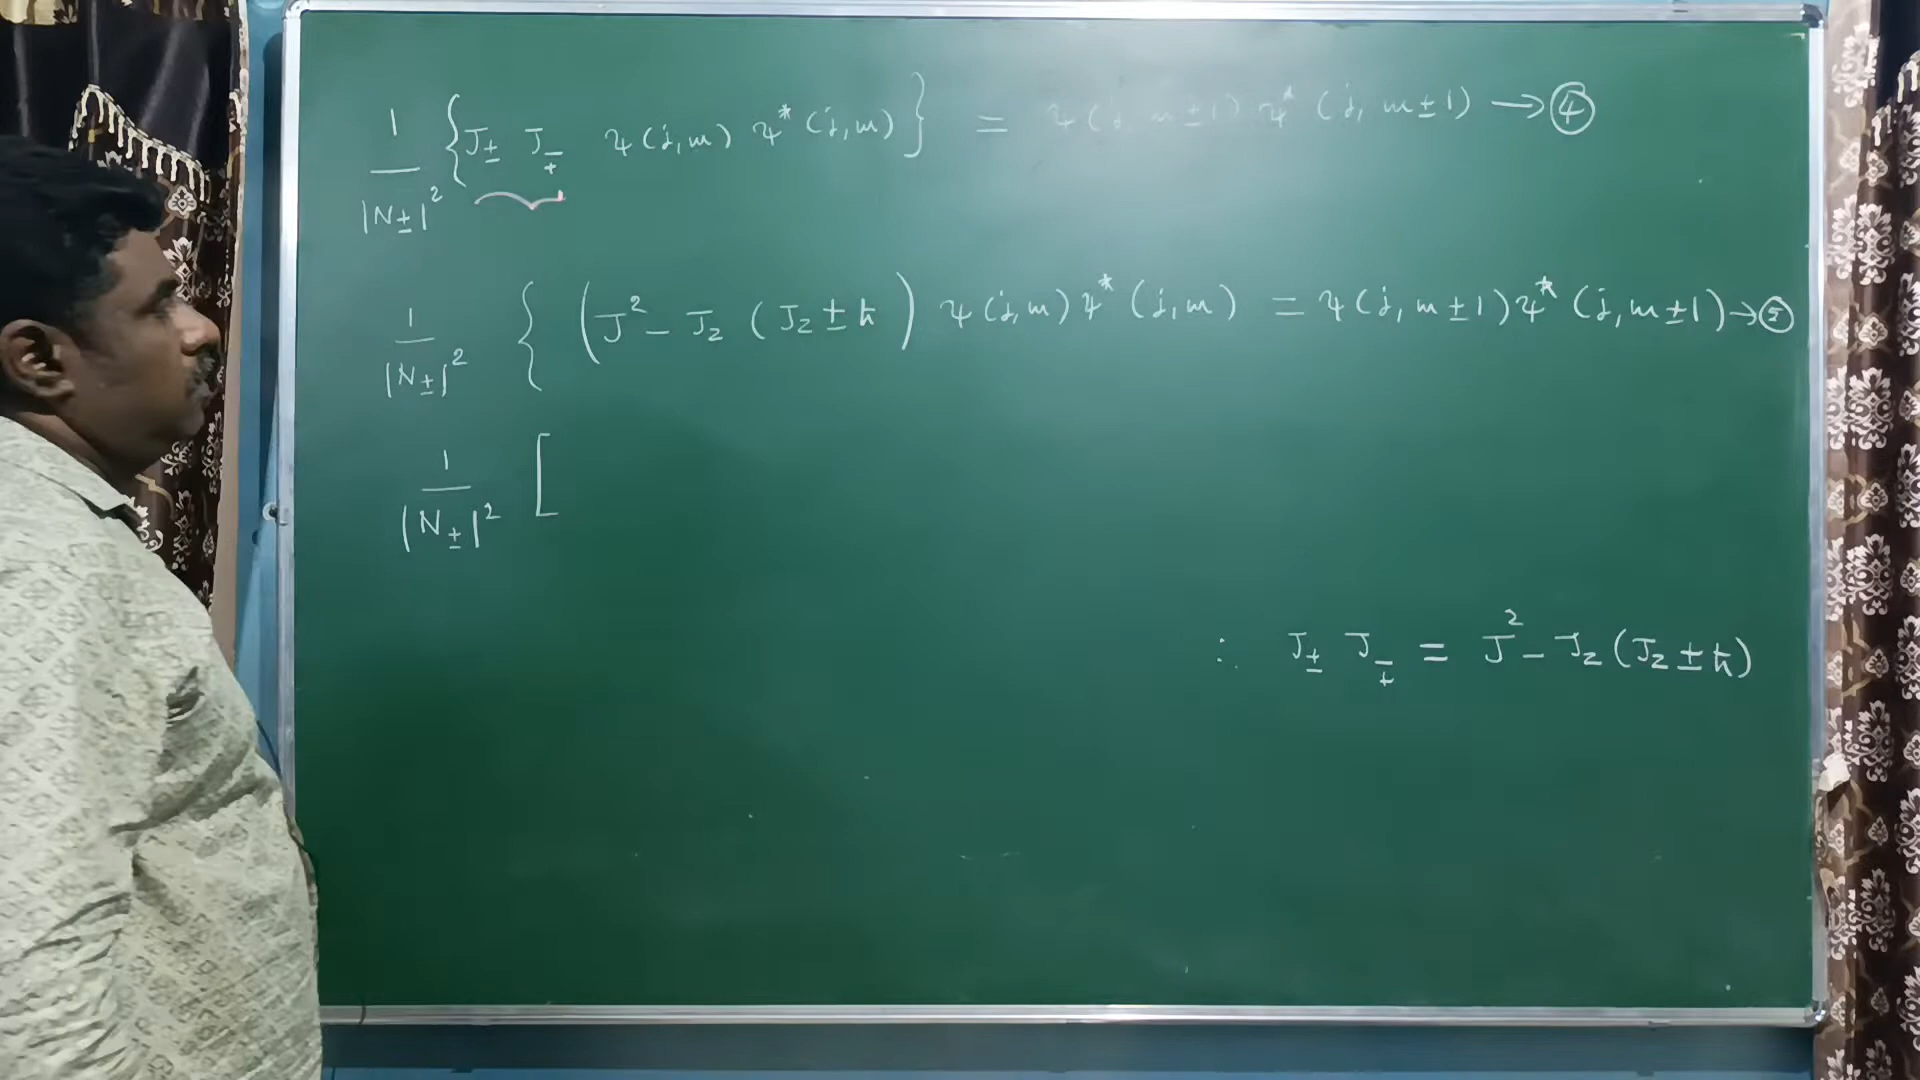 1/|N±|² {J± J∓ ψ(j,m) ψ*(j,m)} = ψ(j, m±1) ψ*(j, m±1) → ④
1/|N±|² { (J² - Jz (Jz ± ħ) ψ(j,m) ψ*(j,m) = ψ(j, m±1) ψ*(j, m±1) → ⑤
1/|N±|² [
∴ J± J∓ = J² - Jz (Jz ± ħ)